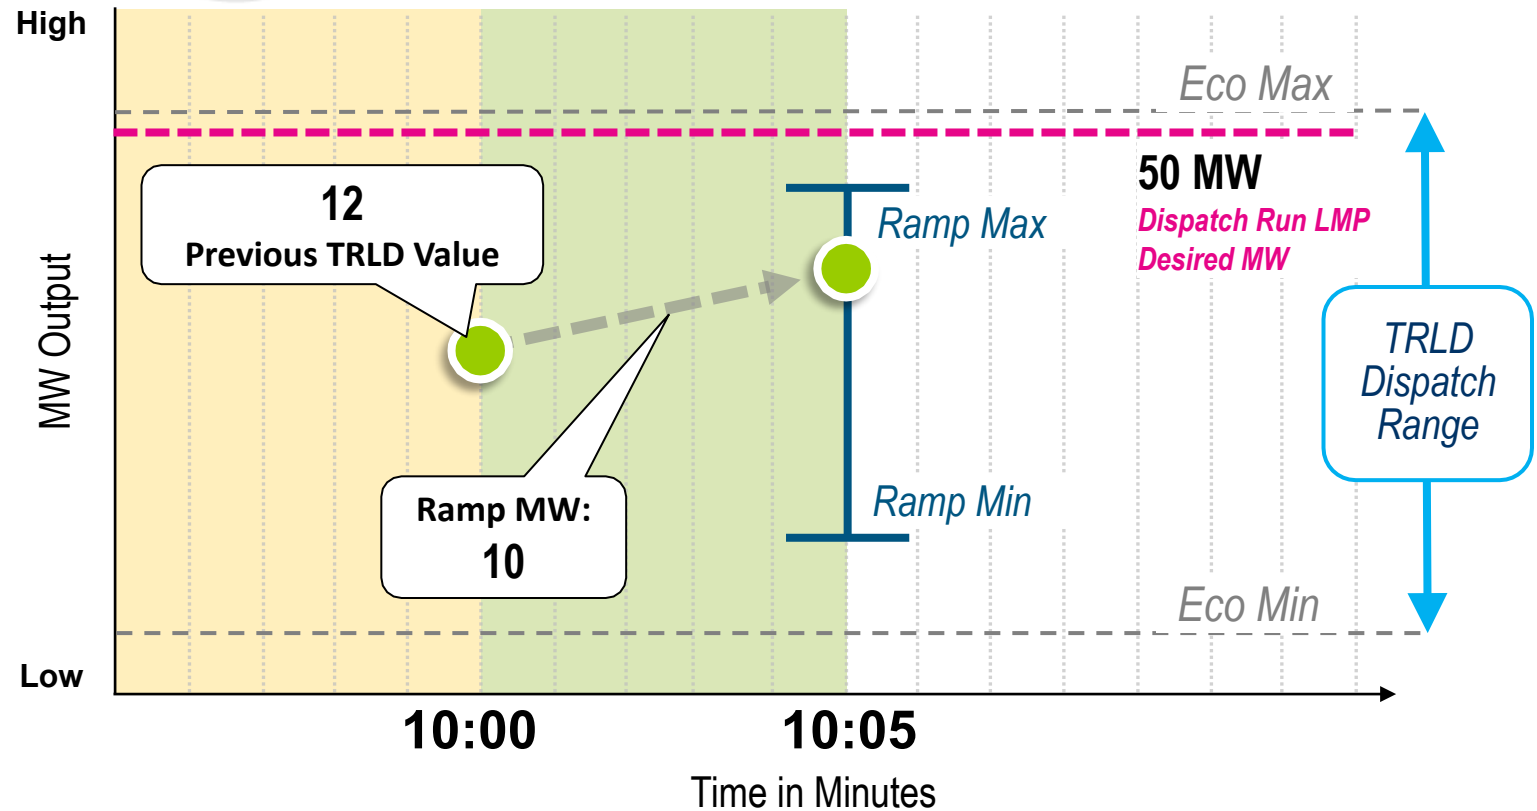 High
Eco Max
12
Previous TRLD Value
50 MW
Dispatch Run LMP
Desired MW
Ramp Max
MW Output
TRLD
Dispatch
Range
Ramp MW:
10
Ramp Min
Eco Min
Low
10:00
10:05
Time in Minutes